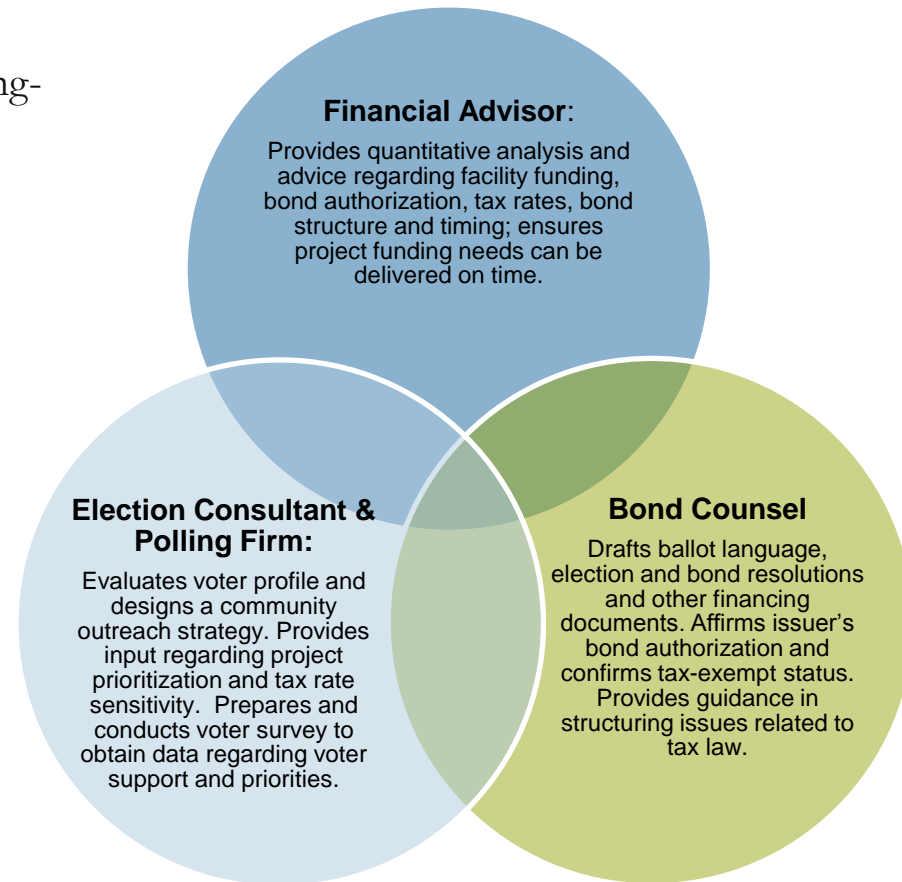 ng-
Financial Advisor:
Provides quantitative analysis and
advice regarding facility funding,
bond authorization, tax rates, bond
structure and timing; ensures
project funding needs can be
delivered on time.
Election Consultant &
Polling Firm:
Evaluates voter profile and
designs a community
outreach strategy. Provides
input regarding project
prioritization and tax rate
sensitivity.  Prepares and
conducts voter survey to
obtain data regarding voter
support and priorities.
Bond Counsel
Drafts ballot language,
election and bond resolutions
and other financing
documents. Affirms issuer's
bond authorization and
confirms tax-exempt status.
Provides guidance in
structuring issues related to
tax law.